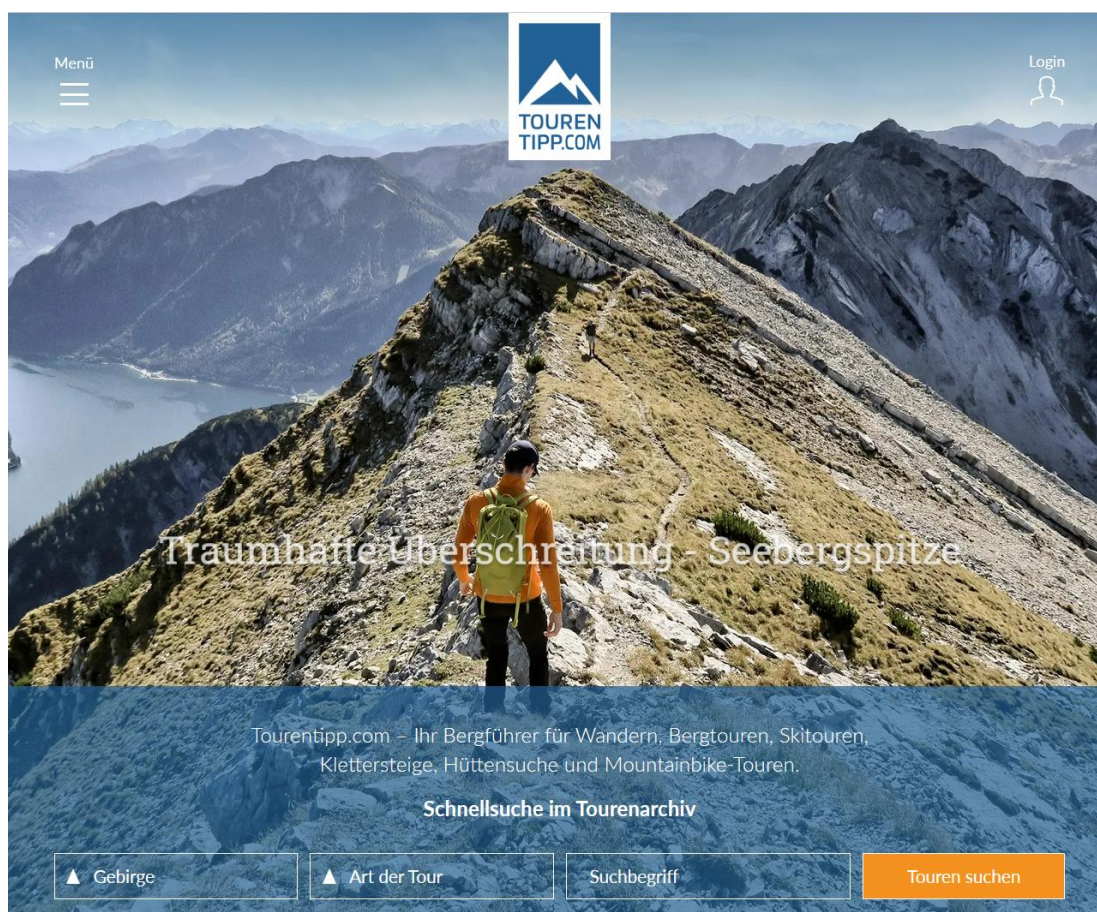 Menü
Login
TOUREN
TIPP.COM
Traumhafte Überschreitung - Seebergspitze
Tourentipp.com – Ihr Bergführer für Wandern, Bergtouren, Skitouren,
Klettersteige, Hüttensuche und Mountainbike-Touren.
Schnellsuche im Tourenarchiv
Gebirge
Art der Tour
Suchbegriff
Touren suchen